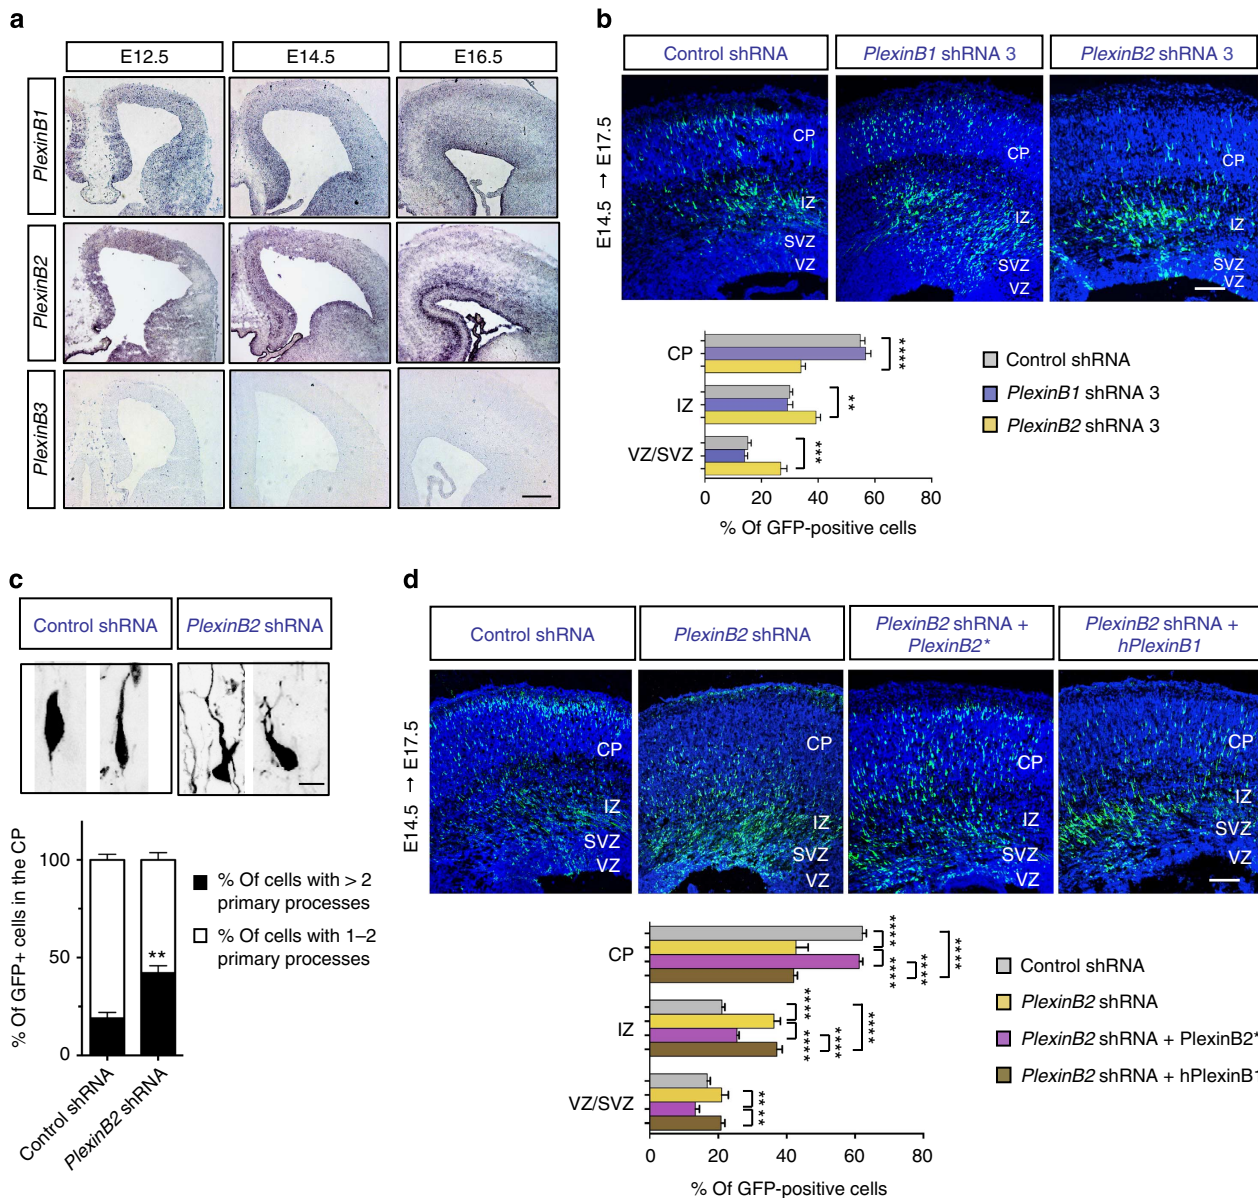 a
E12.5
E14.5
E16.5
PlexinB1
PlexinB2
PlexinB3
b
Control shRNA
PlexinB1 shRNA 3
PlexinB2 shRNA 3
E14.5 → E17.5
CP
IZ
SVZ
VZ
CP
IZ
SVZ
VZ
CP
IZ
SVZ
VZ
CP
IZ
VZ/SVZ
****
**
***
0 20 40 60 80
% Of GFP-positive cells
Control shRNA
PlexinB1 shRNA 3
PlexinB2 shRNA 3
c
Control shRNA
PlexinB2 shRNA
% Of GFP+ cells in the CP
100
50
0
**
Control shRNA
PlexinB2 shRNA
% Of cells with > 2
primary processes
% Of cells with 1–2
primary processes
d
Control shRNA
PlexinB2 shRNA
PlexinB2 shRNA +
PlexinB2*
PlexinB2 shRNA +
hPlexinB1
E14.5 → E17.5
CP
IZ
SVZ
VZ
CP
IZ
SVZ
VZ
CP
IZ
SVZ
VZ
CP
IZ
SVZ
VZ
CP
IZ
VZ/SVZ
****
****
****
****
****
****
****
****
**
**
0 20 40 60 80
% Of GFP-positive cells
Control shRNA
PlexinB2 shRNA
PlexinB2 shRNA + PlexinB2*
PlexinB2 shRNA + hPlexinB1